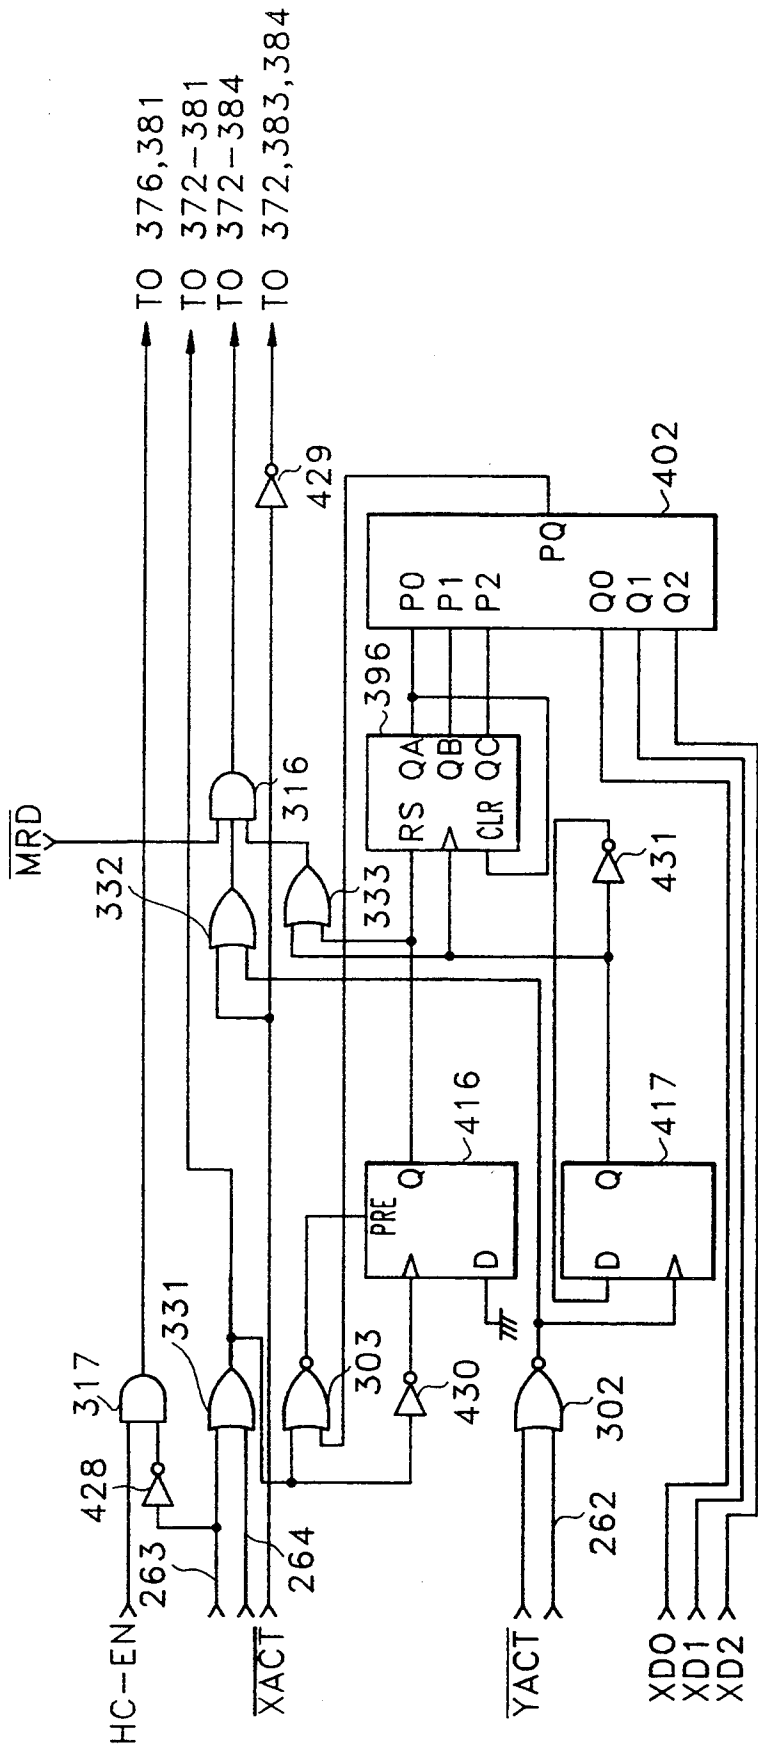 HC-EN
263
264
XACT
YACT
262
XD0
XD1
XD2
428
317
331
303
430
302
PRE
Q
D
416
D
Q
417
332
MRD
316
333
431
RS
CLR
QA
QB
QC
396
P0
P1
P2
PQ
Q0
Q1
Q2
402
429
TO 376,381
TO 372-381
TO 372-384
TO 372,383,384